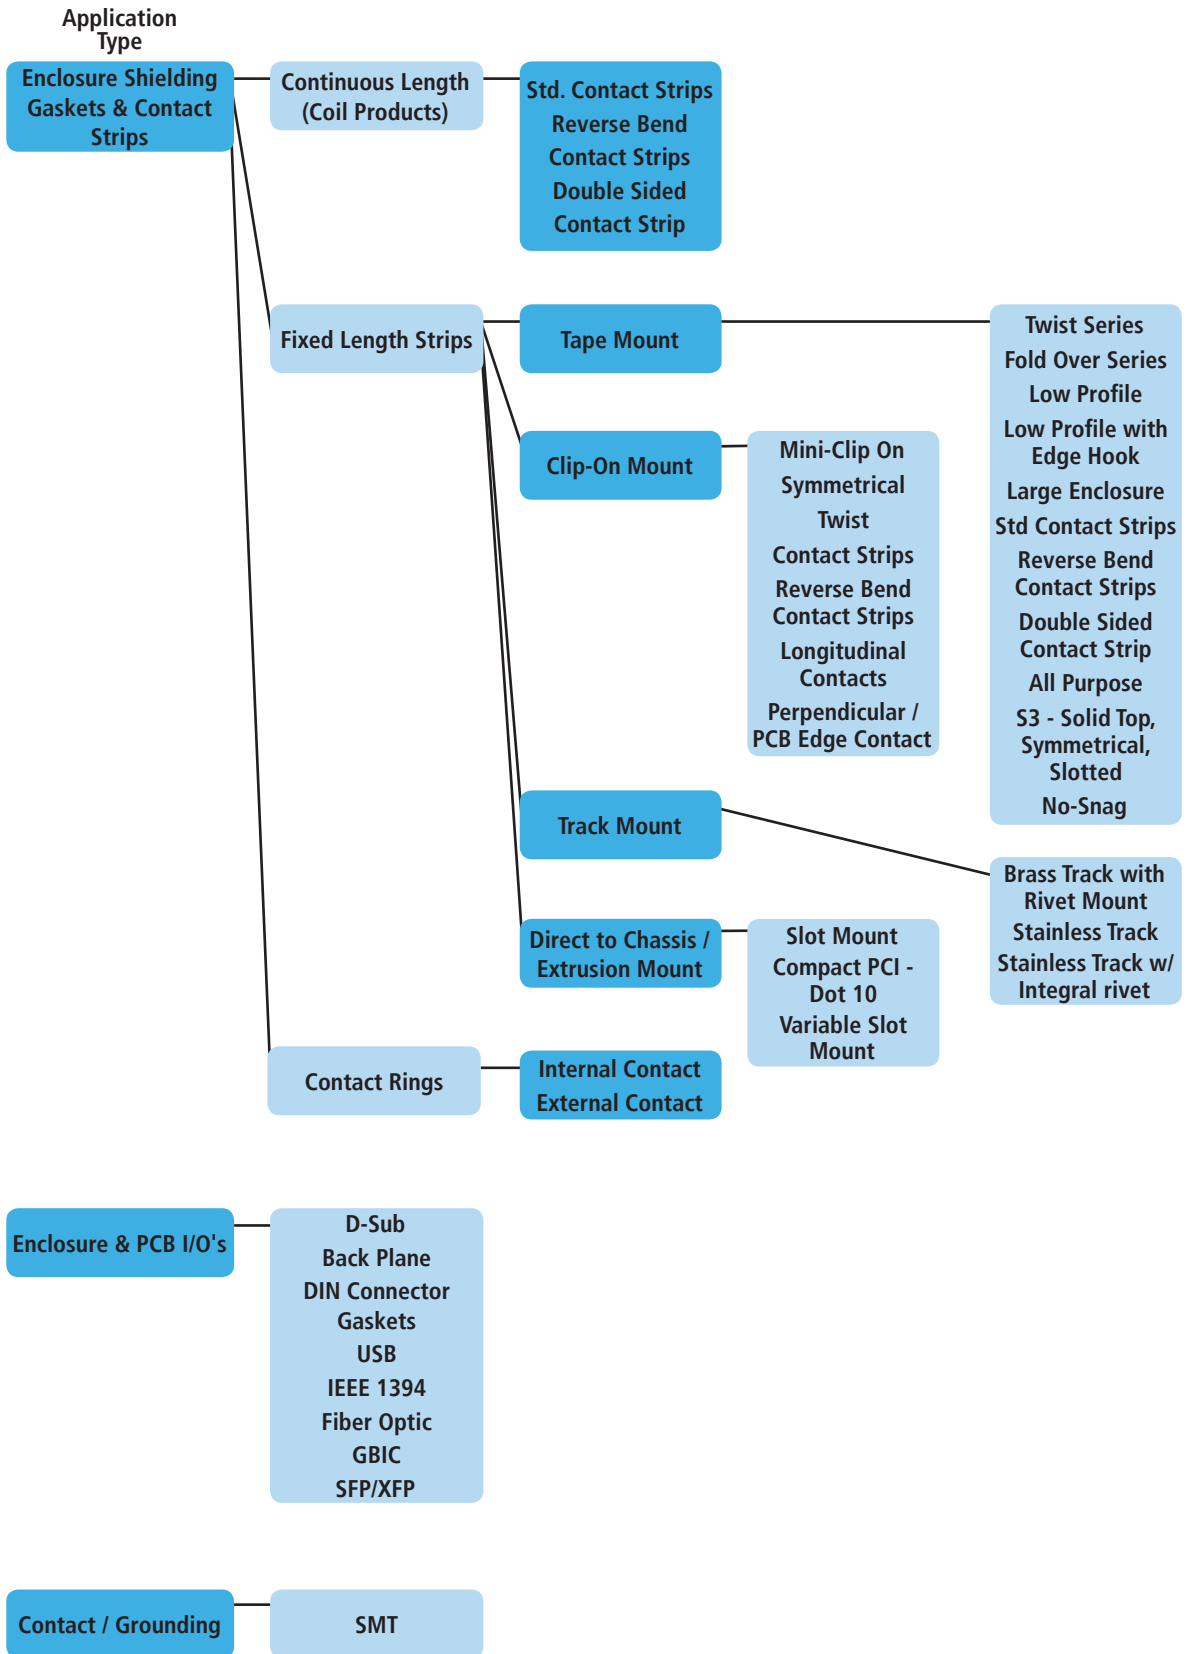 Application
Type
Enclosure Shielding
Gaskets & Contact
Strips
Continuous Length
(Coil Products)
Std. Contact Strips
Reverse Bend
Contact Strips
Double Sided
Contact Strip
Fixed Length Strips
Tape Mount
Twist Series
Fold Over Series
Low Profile
Low Profile with
Edge Hook
Large Enclosure
Std Contact Strips
Reverse Bend
Contact Strips
Double Sided
Contact Strip
All Purpose
S3 - Solid Top,
Symmetrical,
Slotted
No-Snag
Clip-On Mount
Mini-Clip On
Symmetrical
Twist
Contact Strips
Reverse Bend
Contact Strips
Longitudinal
Contacts
Perpendicular /
PCB Edge Contact
Track Mount
Brass Track with
Rivet Mount
Stainless Track
Stainless Track w/
Integral rivet
Direct to Chassis /
Extrusion Mount
Slot Mount
Compact PCI -
Dot 10
Variable Slot
Mount
Contact Rings
Internal Contact
External Contact
Enclosure & PCB I/O's
D-Sub
Back Plane
DIN Connector
Gaskets
USB
IEEE 1394
Fiber Optic
GBIC
SFP/XFP
Contact / Grounding
SMT